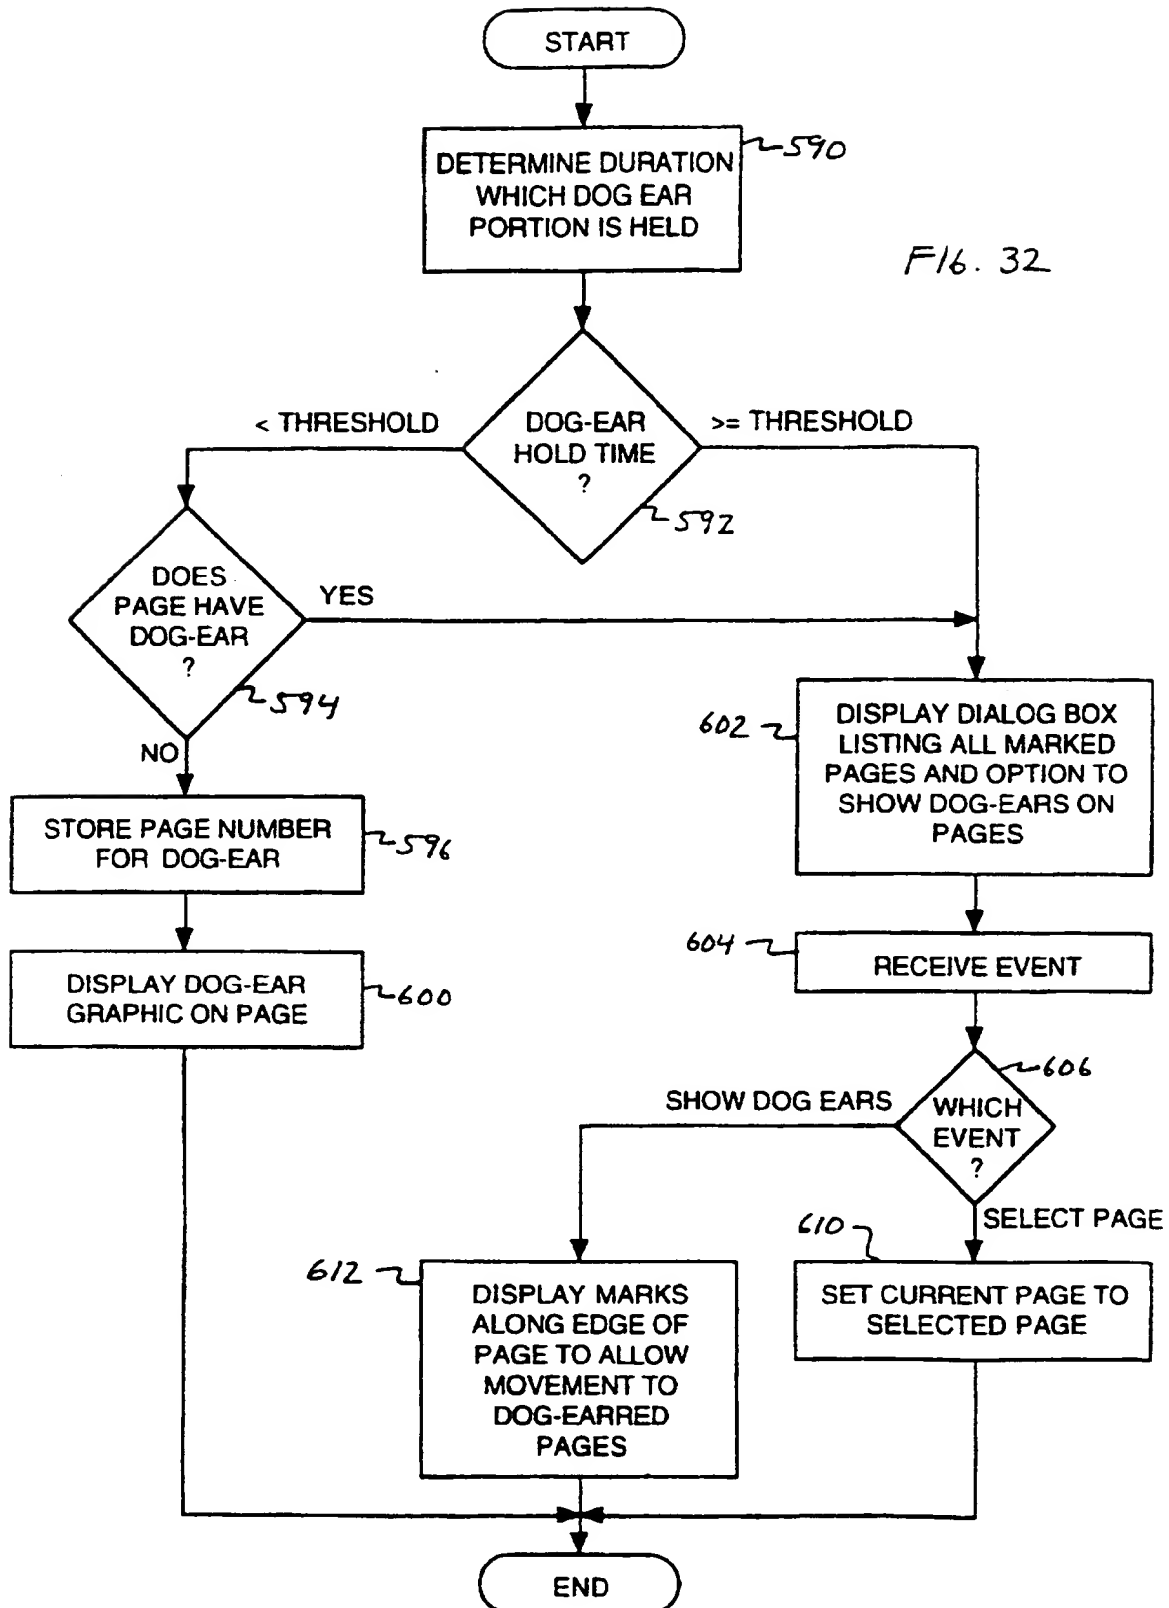 START
DETERMINE DURATION
WHICH DOG EAR
PORTION IS HELD
590
FIG. 32
DOG-EAR
HOLD TIME
?
592
< THRESHOLD
>= THRESHOLD
DOES
PAGE HAVE
DOG-EAR
?
594
YES
NO
STORE PAGE NUMBER
FOR DOG-EAR
596
DISPLAY DOG-EAR
GRAPHIC ON PAGE
600
602
DISPLAY DIALOG BOX
LISTING ALL MARKED
PAGES AND OPTION TO
SHOW DOG-EARS ON
PAGES
604
RECEIVE EVENT
606
WHICH
EVENT
?
SHOW DOG EARS
SELECT PAGE
610
SET CURRENT PAGE TO
SELECTED PAGE
612
DISPLAY MARKS
ALONG EDGE OF
PAGE TO ALLOW
MOVEMENT TO
DOG-EARRED
PAGES
END